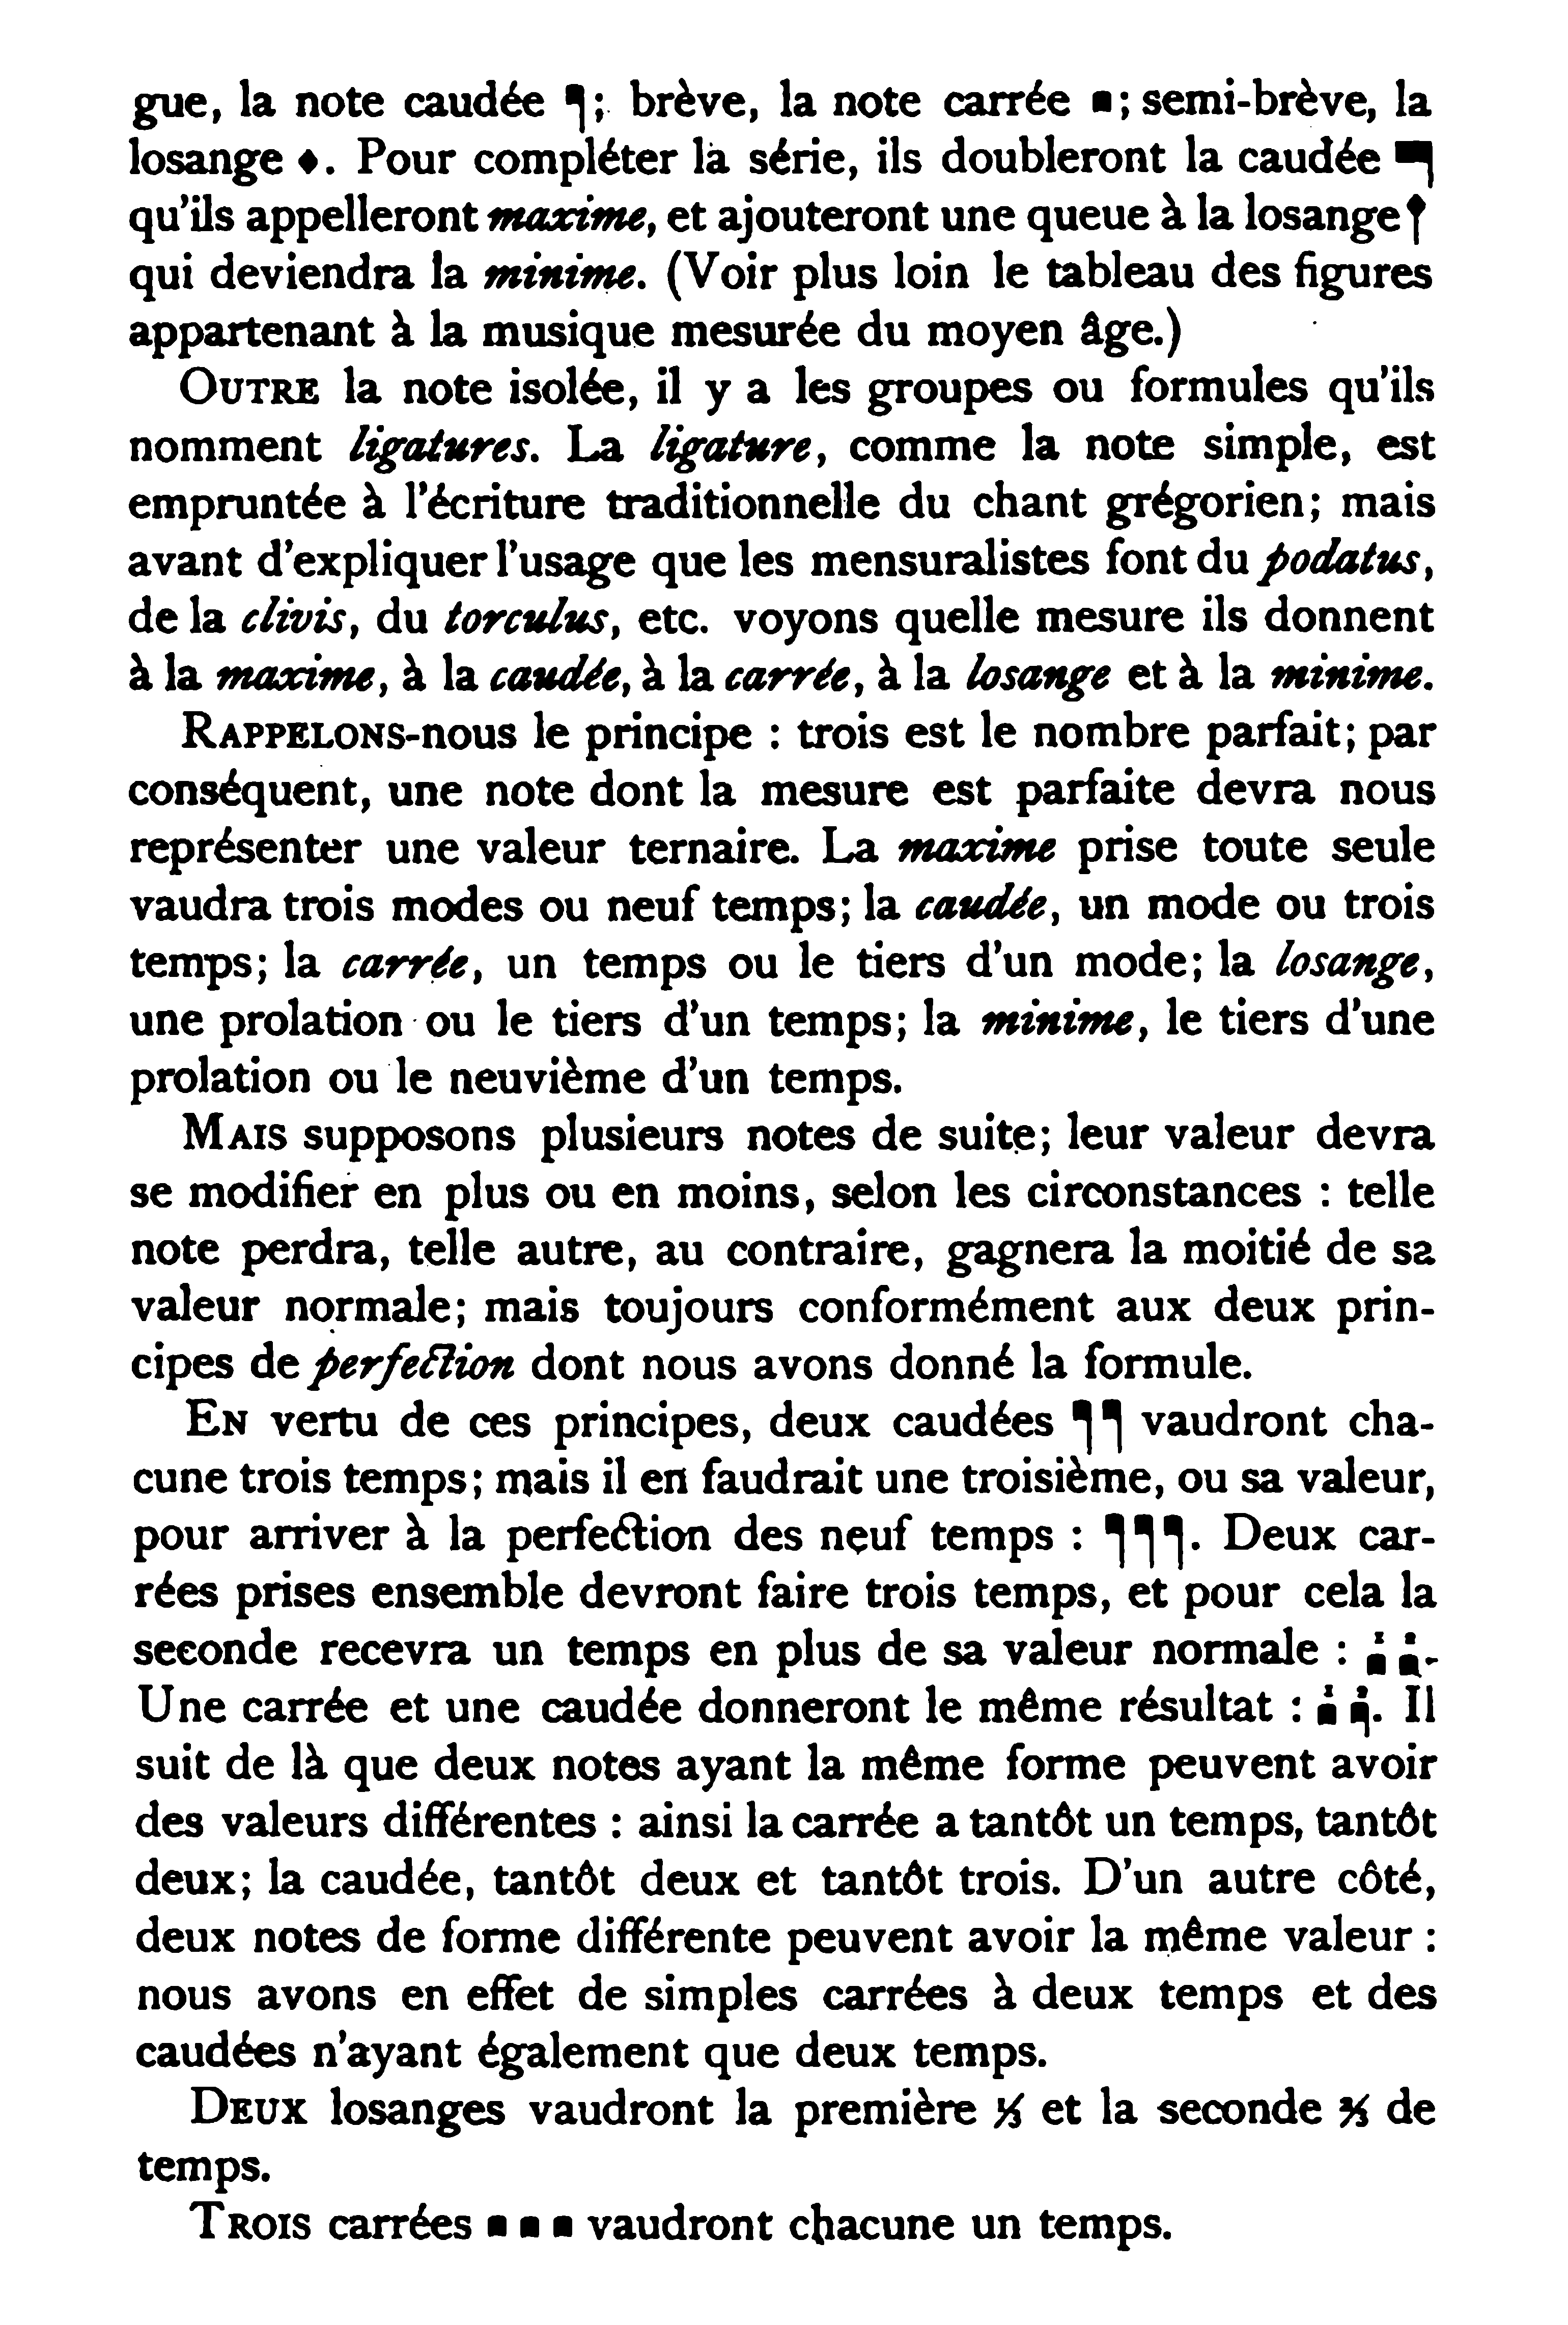 gue, la note caudée ¶; brève, la note carrée ▪; semi-brève, la
losange ♦. Pour compléter la série, ils doubleront la caudée
qu'ils appelleront maxime, et ajouteront une queue à la losange
qui deviendra la minime. (Voir plus loin le tableau des figures
appartenant à la musique mesurée du moyen âge.)
OUTRE la note isolée, il y a les groupes ou formules qu'ils
nomment ligatures. La ligature, comme la note simple, est
empruntée à l'écriture traditionnelle du chant grégorien; mais
avant d'expliquer l'usage que les mensuralistes font du podatus,
de la clivis, du torculus, etc. voyons quelle mesure ils donnent
à la maxime, à la caudée, à la carrée, à la losange et à la minime.
RAPPELONS-nous le principe : trois est le nombre parfait; par
conséquent, une note dont la mesure est parfaite devra nous
représenter une valeur ternaire. La maxime prise toute seule
vaudra trois modes ou neuf temps; la caudée, un mode ou trois
temps; la carrée, un temps ou le tiers d'un mode; la losange,
une prolation ou le tiers d'un temps; la minime, le tiers d'une
prolation ou le neuvième d'un temps.
MAIS supposons plusieurs notes de suite; leur valeur devra
se modifier en plus ou en moins, selon les circonstances : telle
note perdra, telle autre, au contraire, gagnera la moitié de sa
valeur normale; mais toujours conformément aux deux prin-
cipes de perfection dont nous avons donné la formule.
EN vertu de ces principes, deux caudées vaudront cha-
cune trois temps; mais il en faudrait une troisième, ou sa valeur,
pour arriver à la perfection des neuf temps : . Deux car-
rées prises ensemble devront faire trois temps, et pour cela la
seconde recevra un temps en plus de sa valeur normale :
Une carrée et une caudée donneront le même résultat : . Il
suit de là que deux notes ayant la même forme peuvent avoir
des valeurs différentes : ainsi la carrée a tantôt un temps, tantôt
deux; la caudée, tantôt deux et tantôt trois. D'un autre côté,
deux notes de forme différente peuvent avoir la même valeur :
nous avons en effet de simples carrées à deux temps et des
caudées n'ayant également que deux temps.
DEUX losanges vaudront la première ⅓ et la seconde ⅔ de
temps.
TROIS carrées ▪ ▪ ▪ vaudront chacune un temps.